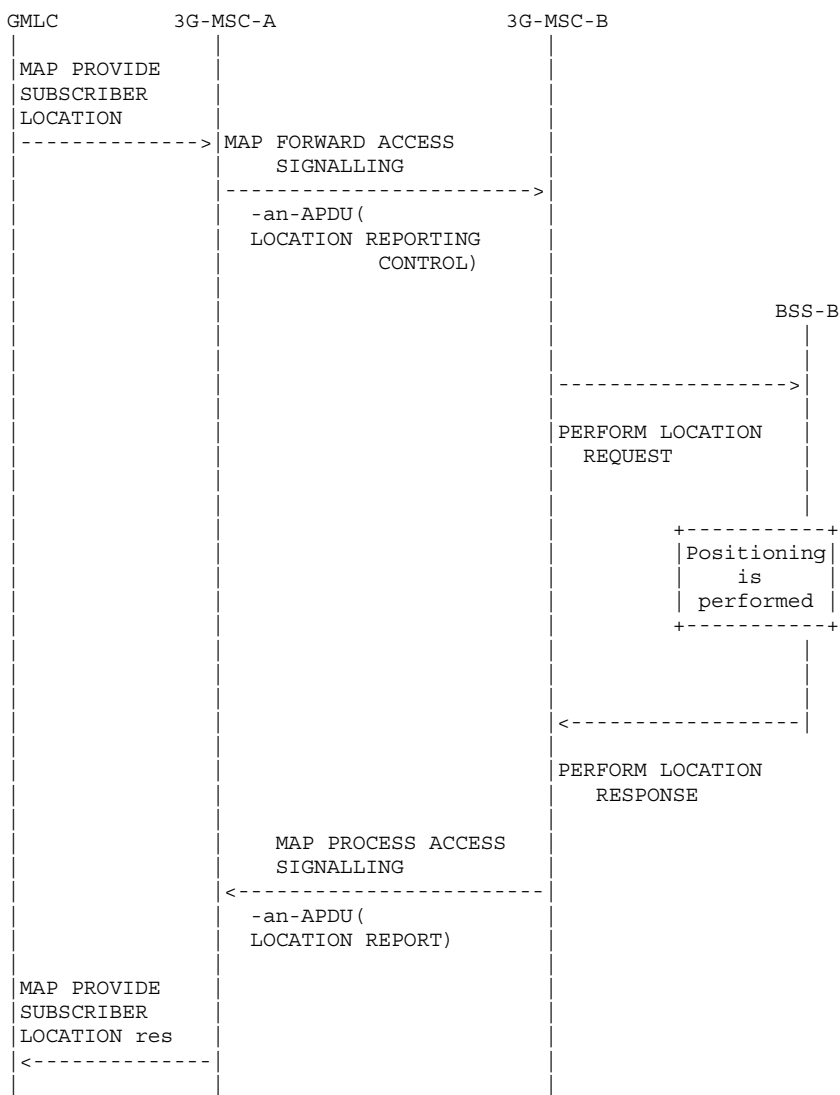 GMLC 3G-MSC-A 3G-MSC-B
MAP PROVIDE
SUBSCRIBER
LOCATION
MAP FORWARD ACCESS
SIGNALLING
-an-APDU(
LOCATION REPORTING
CONTROL)
BSS-B
PERFORM LOCATION
REQUEST
Positioning
is
performed
PERFORM LOCATION
RESPONSE
MAP PROCESS ACCESS
SIGNALLING
-an-APDU(
LOCATION REPORT)
MAP PROVIDE
SUBSCRIBER
LOCATION res